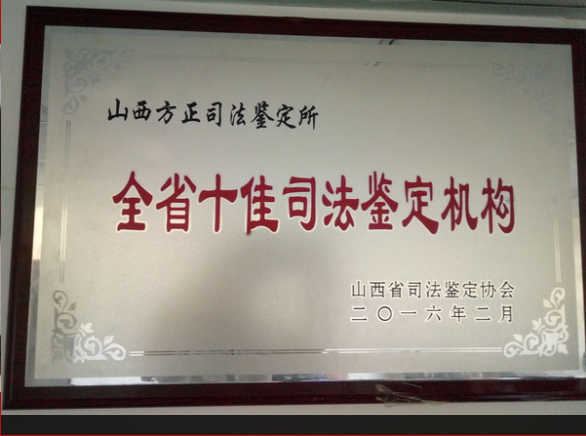 山西方正司法鉴定所
全省十佳司法鉴定机构
山西省司法鉴定协会
二〇一六年二月